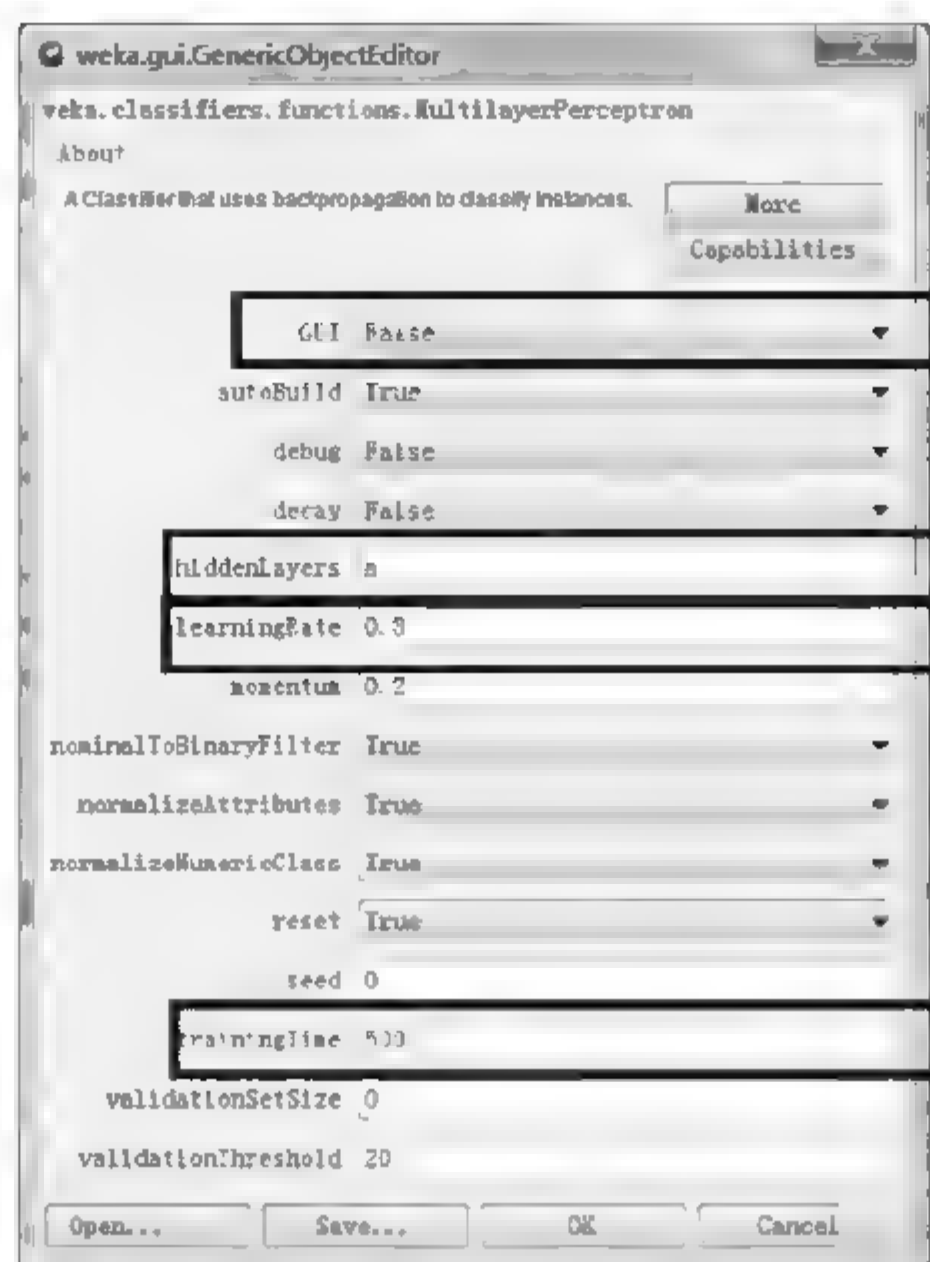 weka.gui.GenericObjectEditor
weka.classifiers.functions.MultilayerPerceptron
About
A Classifier that uses backpropagation to classify instances.
More
Capabilities
GUI False
autoBuild True
debug False
decay False
hiddenLayers a
learningRate 0.3
momentum 0.2
nominalToBinaryFilter True
normalizeAttributes True
normalizeNumericClass True
reset True
seed 0
trainingTime 500
validationSetSize 0
validationThreshold 20
Open... Save... OK Cancel